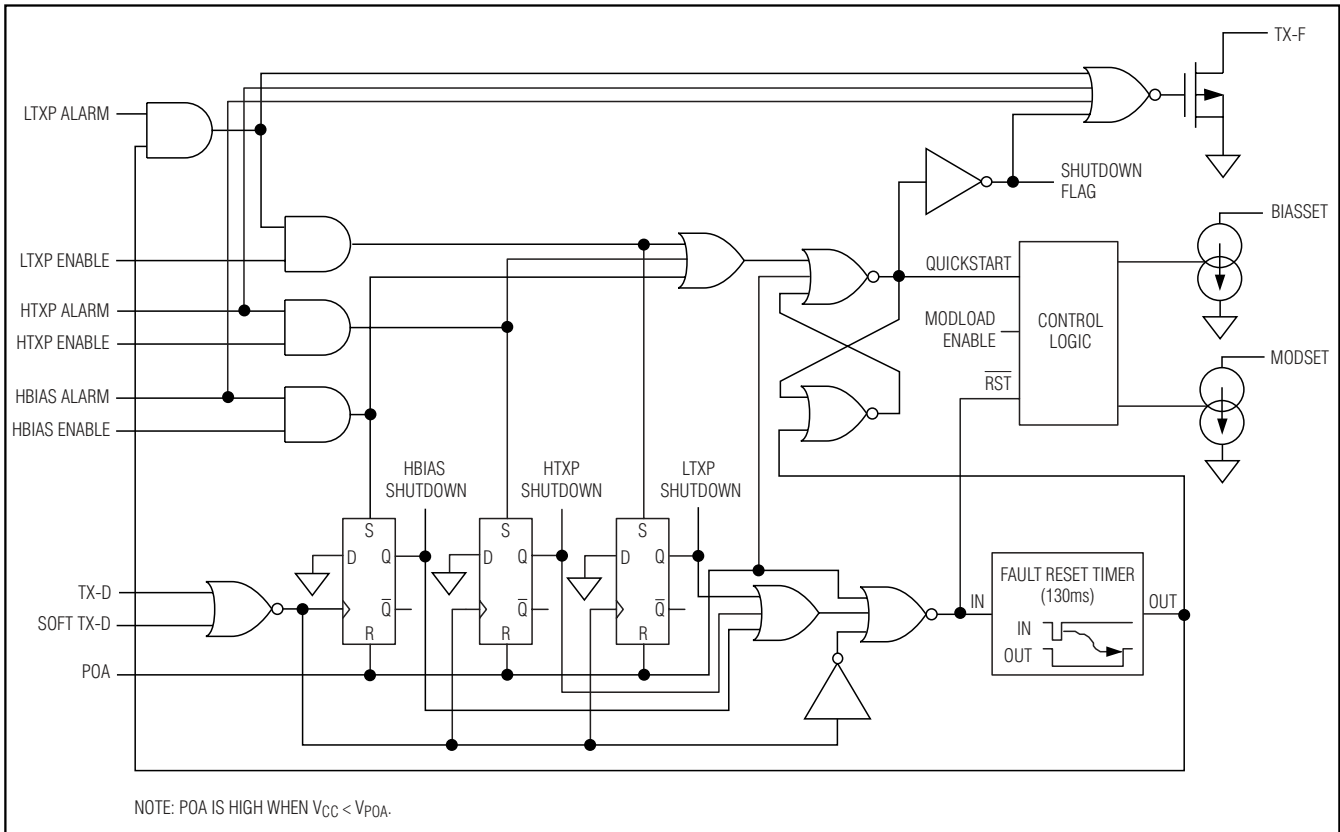 TX-F
LTXP ALARM
SHUTDOWN
FLAG
BIASSET
LTXP ENABLE
QUICKSTART
HTXP ALARM
HTXP ENABLE
MODLOAD
ENABLE
CONTROL
LOGIC
MODSET
RST
HBIAS ALARM
HBIAS ENABLE
HBIAS
SHUTDOWN
HTXP
SHUTDOWN
LTXP
SHUTDOWN
S
D Q
Q
R
S
D Q
Q
R
S
D Q
Q
R
TX-D
SOFT TX-D
POA
IN
FAULT RESET TIMER
(130ms)
IN
OUT
OUT
NOTE: POA IS HIGH WHEN VCC < VPOA.